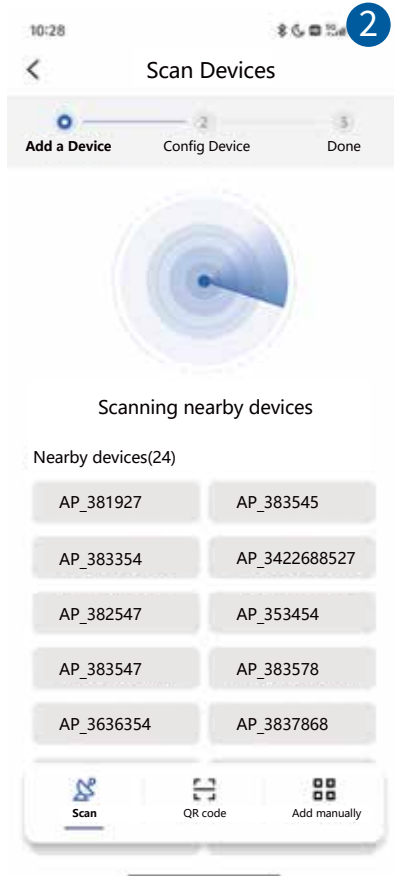 10:28
2
Scan Devices
2 3
Add a Device Config Device Done
Scanning nearby devices
Nearby devices(24)
AP_381927 AP_383545
AP_383354 AP_3422688527
AP_382547 AP_353454
AP_383547 AP_383578
AP_3636354 AP_3837868
Scan QR code Add manually